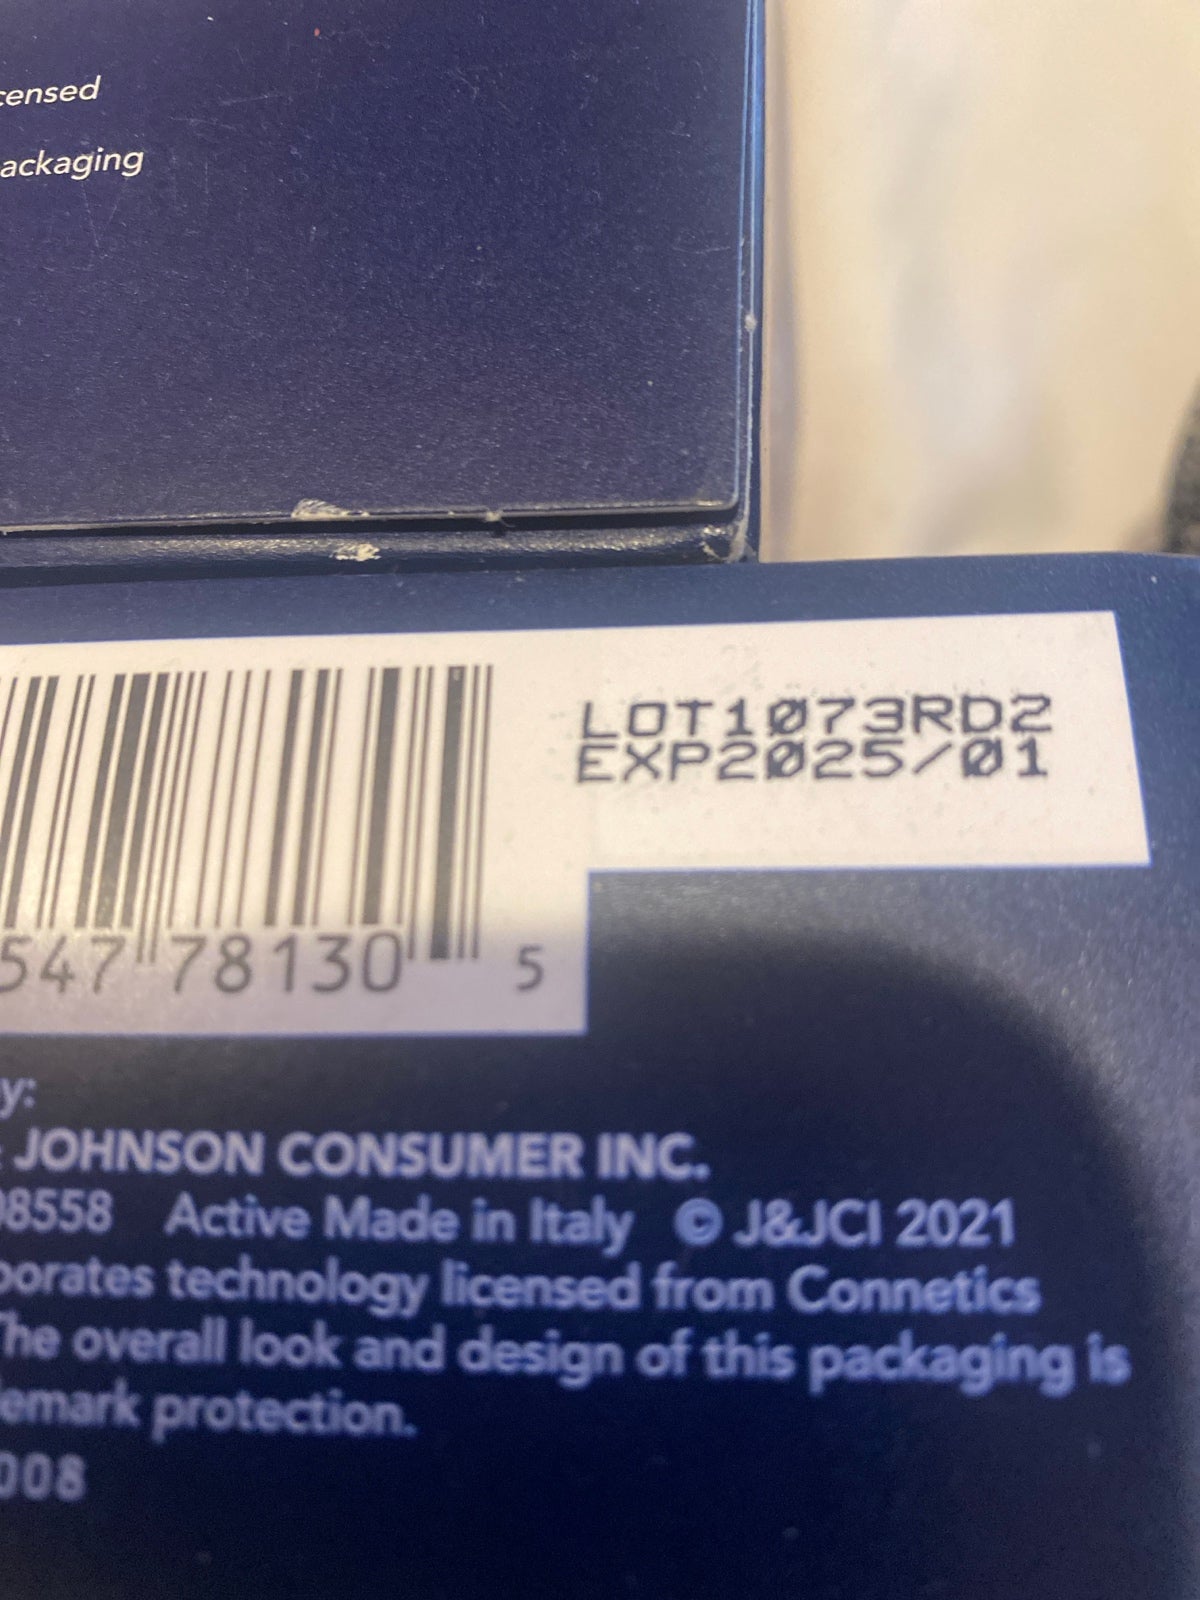 censed
ackaging
LOT1073RD2
EXP2025/01
547 78130 5
y:
JOHNSON CONSUMER INC.
08558 Active Made in Italy © J&JCI 2021
porates technology licensed from Connetics
The overall look and design of this packaging is
emark protection.
008